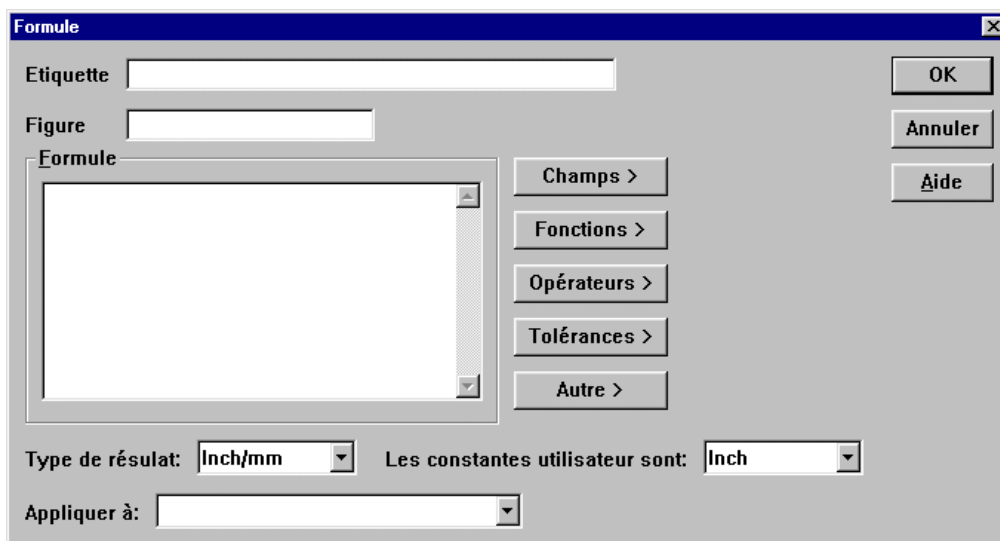 Formule
Etiquette
OK
Figure
Annuler
Formule
Champs >
Aide
Fonctions >
Opérateurs >
Tolérances >
Autre >
Type de résulat: Inch/mm Les constantes utilisateur sont: Inch
Appliquer à: